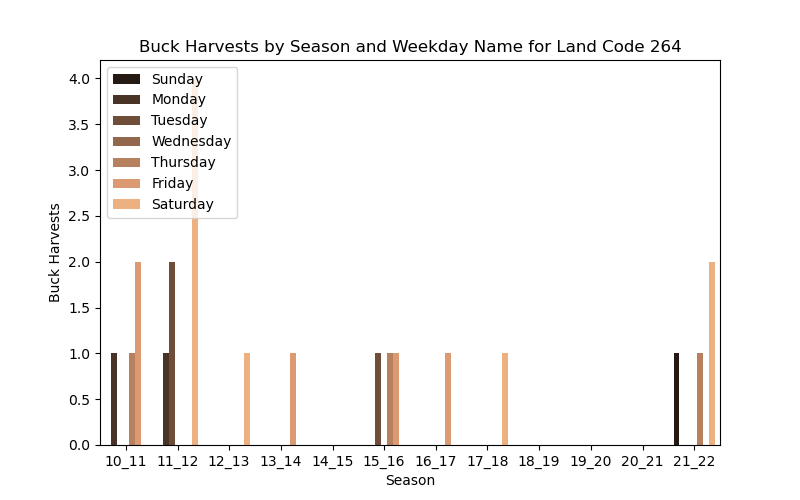 Buck Harvests by Season and Weekday Name for Land Code 264
4.0
3.5
3.0
2.5
2.0
1.5
1.0
0.5
0.0
Buck Harvests
Sunday
Monday
Tuesday
Wednesday
Thursday
Friday
Saturday
10_11 11_12 12_13 13_14 14_15 15_16 16_17 17_18 18_19 19_20 20_21 21_22
Season